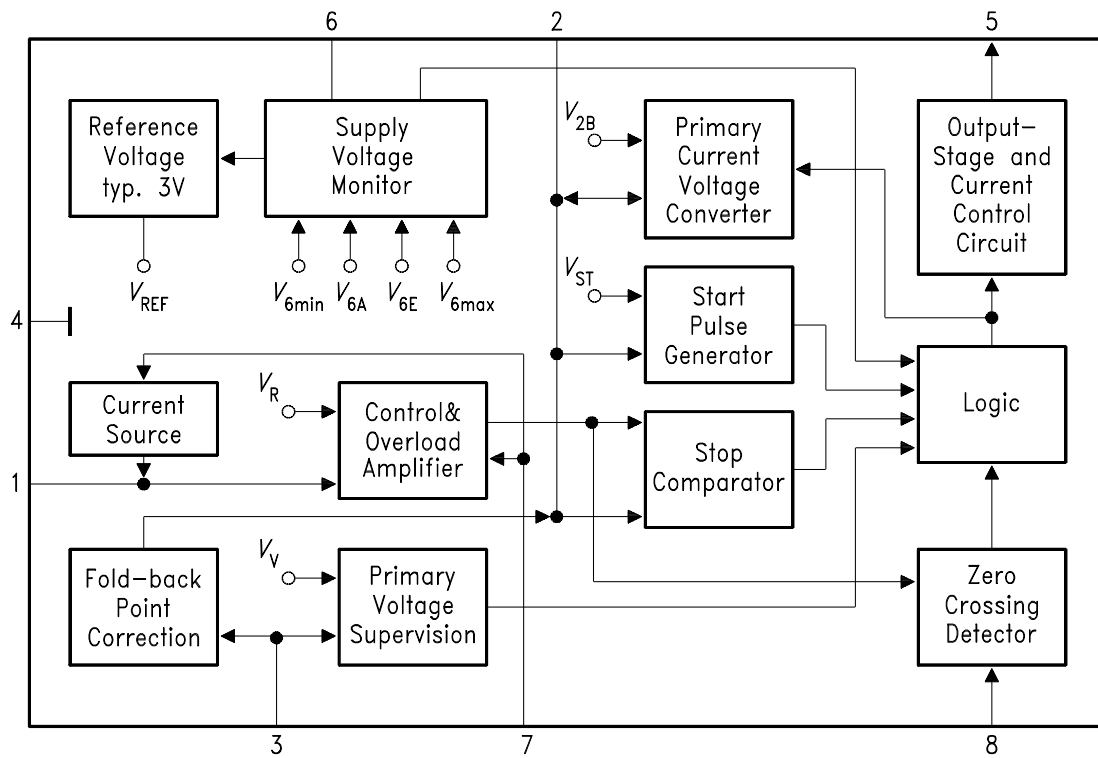 6
2
5
Reference
Voltage
typ. 3V
Supply
Voltage
Monitor
V2B
Primary
Current
Voltage
Converter
Output–
Stage and
Current
Control
Circuit
VREF
V6min
V6A
V6E
V6max
VST
Start
Pulse
Generator
4
Current
Source
VR
Control&
Overload
Amplifier
Logic
Stop
Comparator
1
Fold–back
Point
Correction
VV
Primary
Voltage
Supervision
Zero
Crossing
Detector
3
7
8